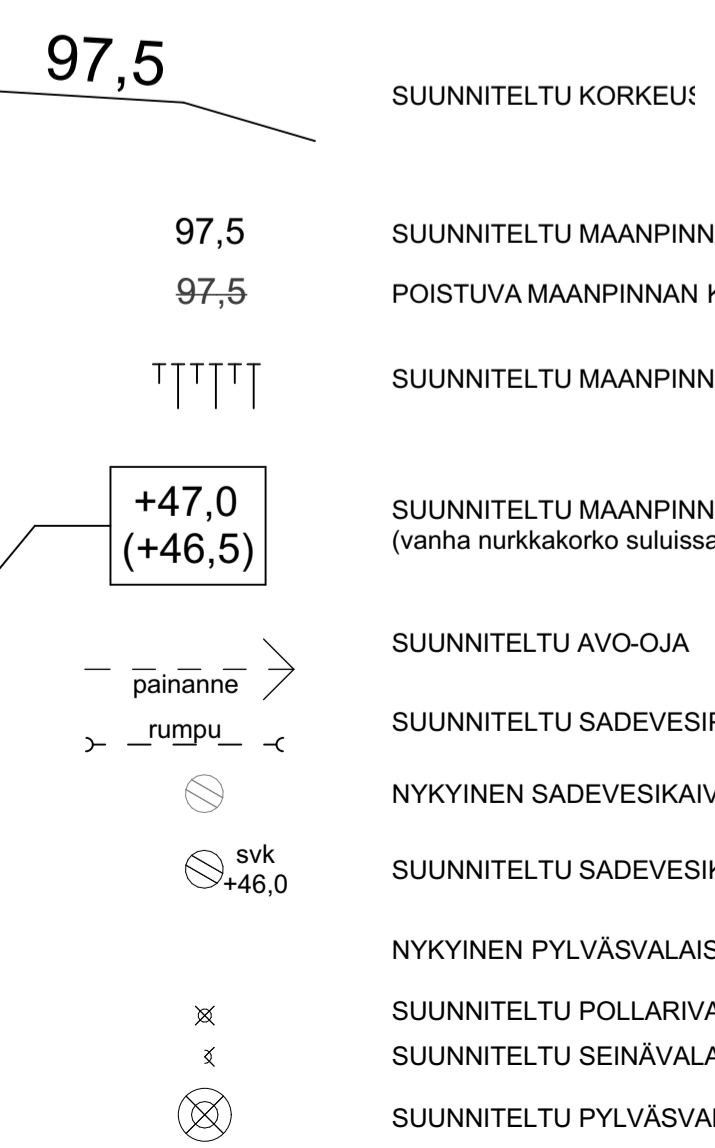 97,5
SUUNNITELTU KORKEUS
97,5
SUUNNITELTU MAANPINN
97,5
POISTUVA MAANPINNAN K
SUUNNITELTU MAANPINN
+47,0
(+46,5)
SUUNNITELTU MAANPINN
(vanha nurkkakorko suluissa
SUUNNITELTU AVO-OJA
painanne
rumpu
SUUNNITELTU SADEVESIR
NYKYINEN SADEVESIKAIV
svk
+46,0
SUUNNITELTU SADEVESIK
NYKYINEN PYLVÄSVALAIS
SUUNNITELTU POLLARIVA
SUUNNITELTU SEINÄVALA
SUUNNITELTU PYLVÄSVAL